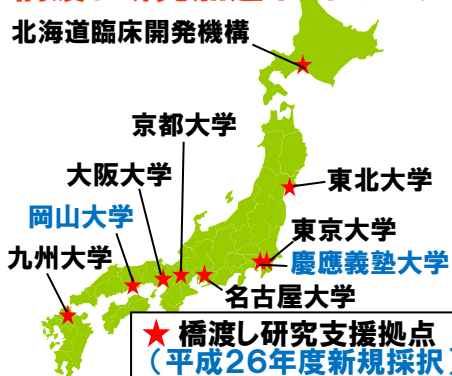 北海道臨床開発機構
京都大学
大阪大学
東北大学
岡山大学
東京大学
九州大学
慶應義塾大学
名古屋大学
★ 橋渡し研究支援拠点
(平成26年度新規採択)